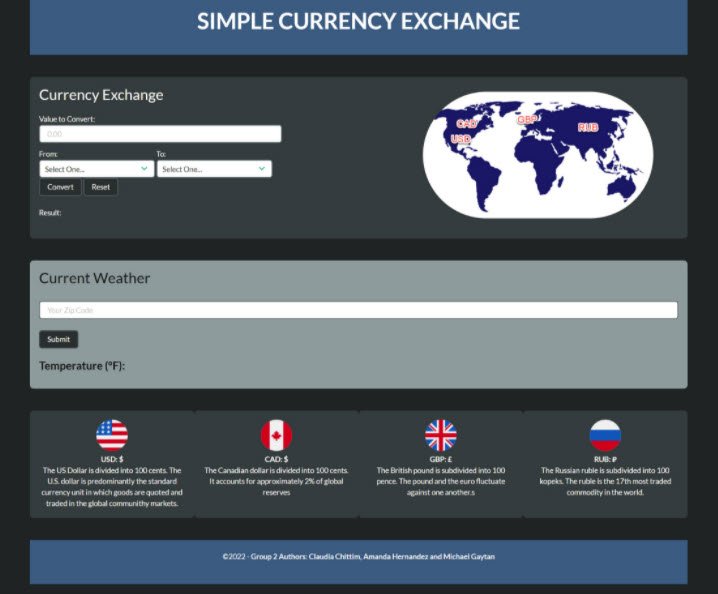 SIMPLE CURRENCY EXCHANGE
Currency Exchange
Value to Convert:
0.00
From:
To:
Select One...
Select One...
Convert
Reset
Result:
CAD
USD
GBP
RUB
Current Weather
Your Zip Code
Submit
Temperature (°F):
USD: $
The US Dollar is divided into 100 cents. The
U.S. dollar is predominantly the standard
currency unit in which goods are quoted and
traded in the global communithy markets.
CAD: $
The Canadian dollar is divided into 100 cents.
It accounts for approximately 2% of global
reserves
GBP: £
The British pound is subdivided into 100
pence. The pound and the euro fluctuate
against one another.s
RUB: ₽
The Russian ruble is subdivided into 100
kopeks. The ruble is the 17th most traded
commodity in the world.
©2022 - Group 2 Authors: Claudia Chittim, Amanda Hernandez and Michael Gaytan